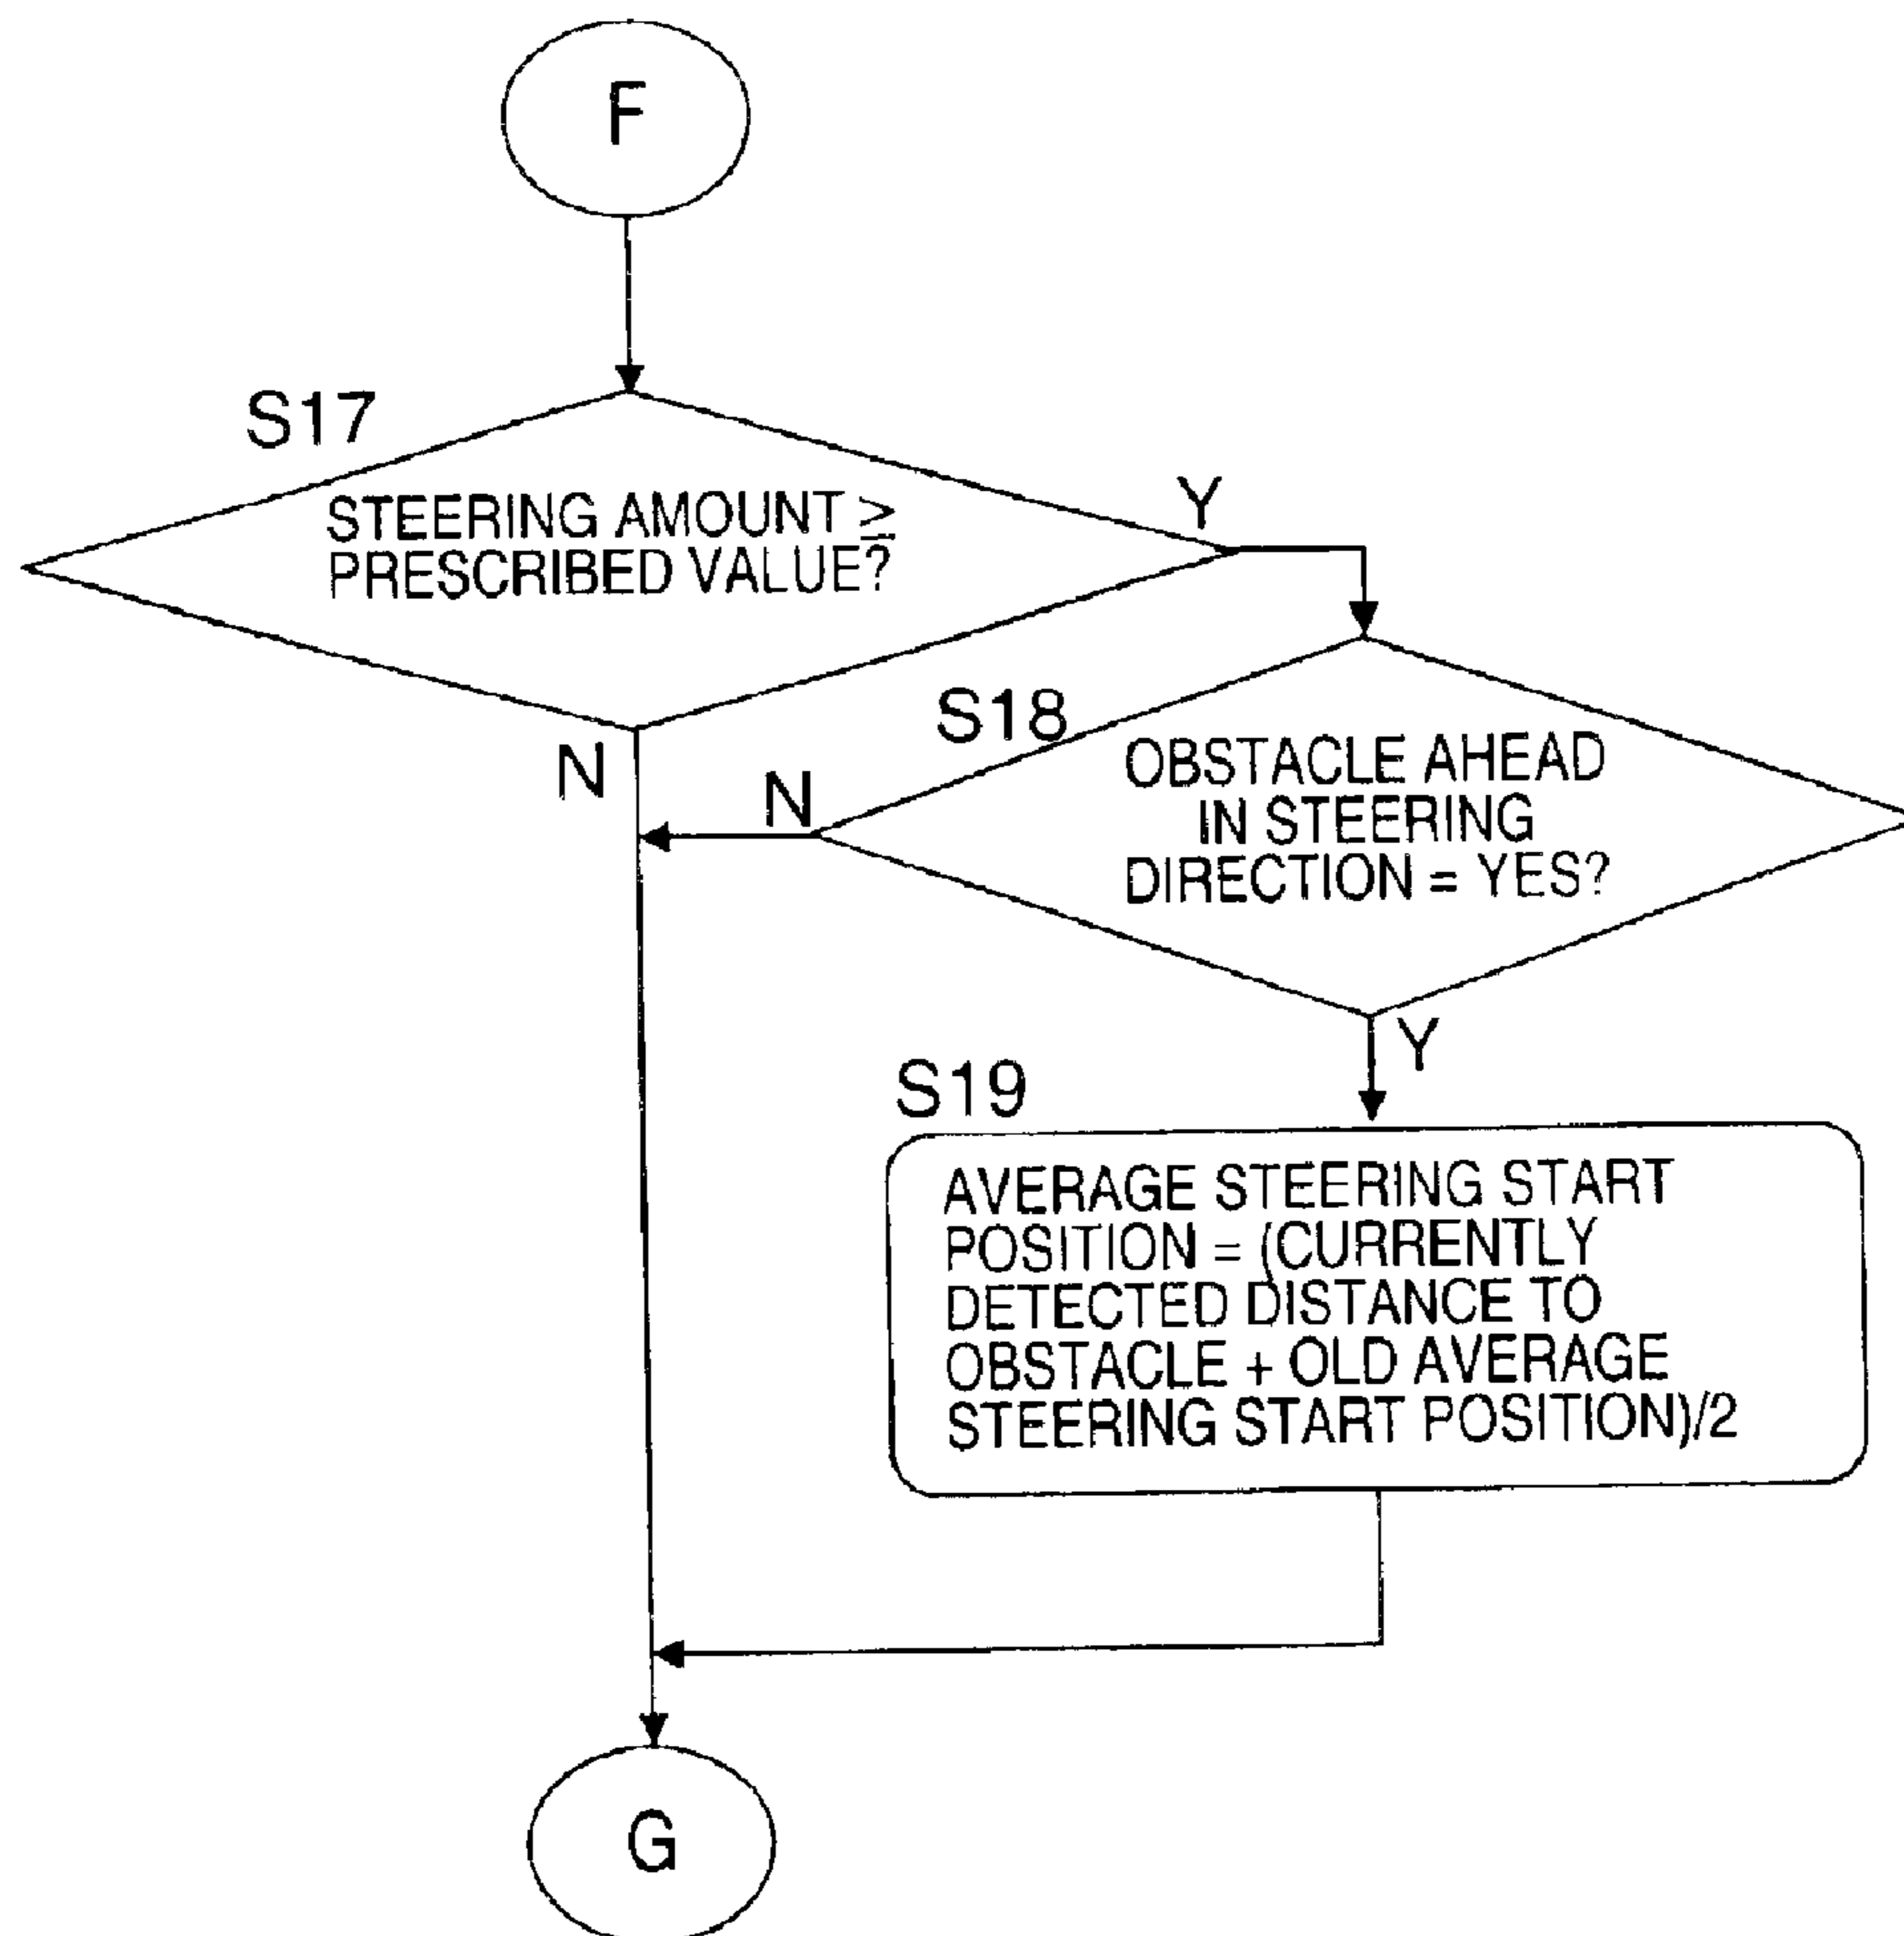 F
S17
STEERING AMOUNT ≥
PRESCRIBED VALUE?
Y
N
S18
N
OBSTACLE AHEAD
IN STEERING
DIRECTION = YES?
Y
S19
AVERAGE STEERING START
POSITION = (CURRENTLY
DETECTED DISTANCE TO
OBSTACLE + OLD AVERAGE
STEERING START POSITION)/2
G